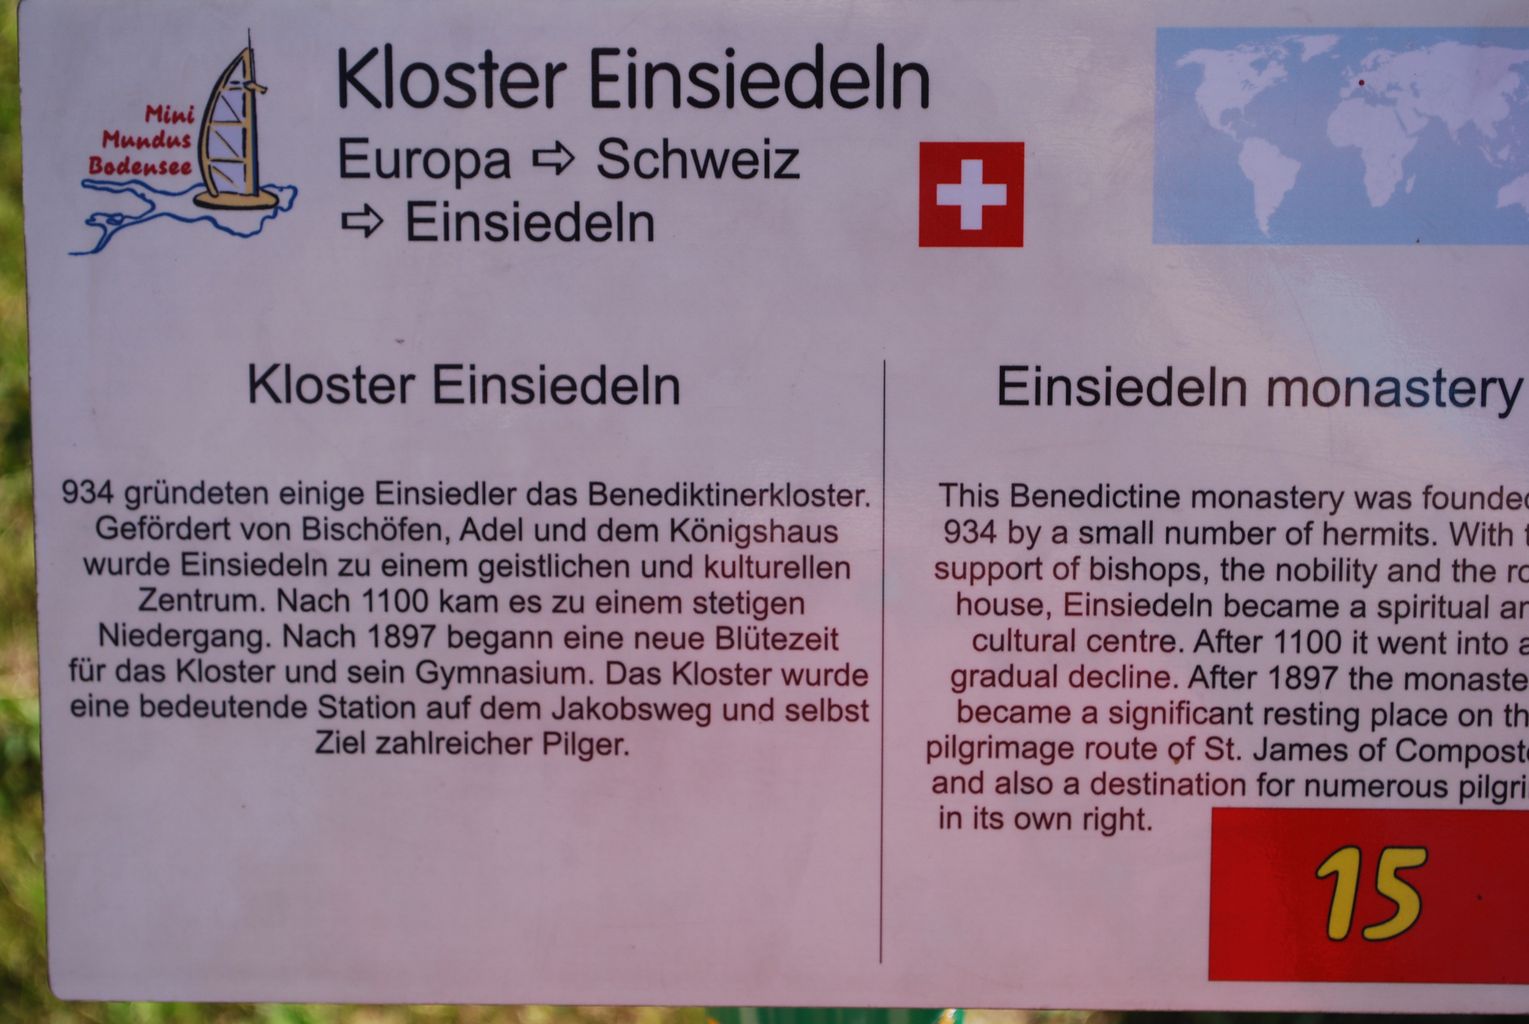 Mini
Mundus
Bodensee
Kloster Einsiedeln
Europa ⇨ Schweiz
⇨ Einsiedeln
Kloster Einsiedeln
934 gründeten einige Einsiedler das Benediktinerkloster.
Gefördert von Bischöfen, Adel und dem Königshaus
wurde Einsiedeln zu einem geistlichen und kulturellen
Zentrum. Nach 1100 kam es zu einem stetigen
Niedergang. Nach 1897 begann eine neue Blütezeit
für das Kloster und sein Gymnasium. Das Kloster wurde
eine bedeutende Station auf dem Jakobsweg und selbst
Ziel zahlreicher Pilger.
Einsiedeln monastery
This Benedictine monastery was founded
934 by a small number of hermits. With
support of bishops, the nobility and the
house, Einsiedeln became a spiritual
cultural centre. After 1100 it went into
gradual decline. After 1897 the
became a significant resting place on
pilgrimage route of St. James of
and also a destination for numerous
in its own right.
15